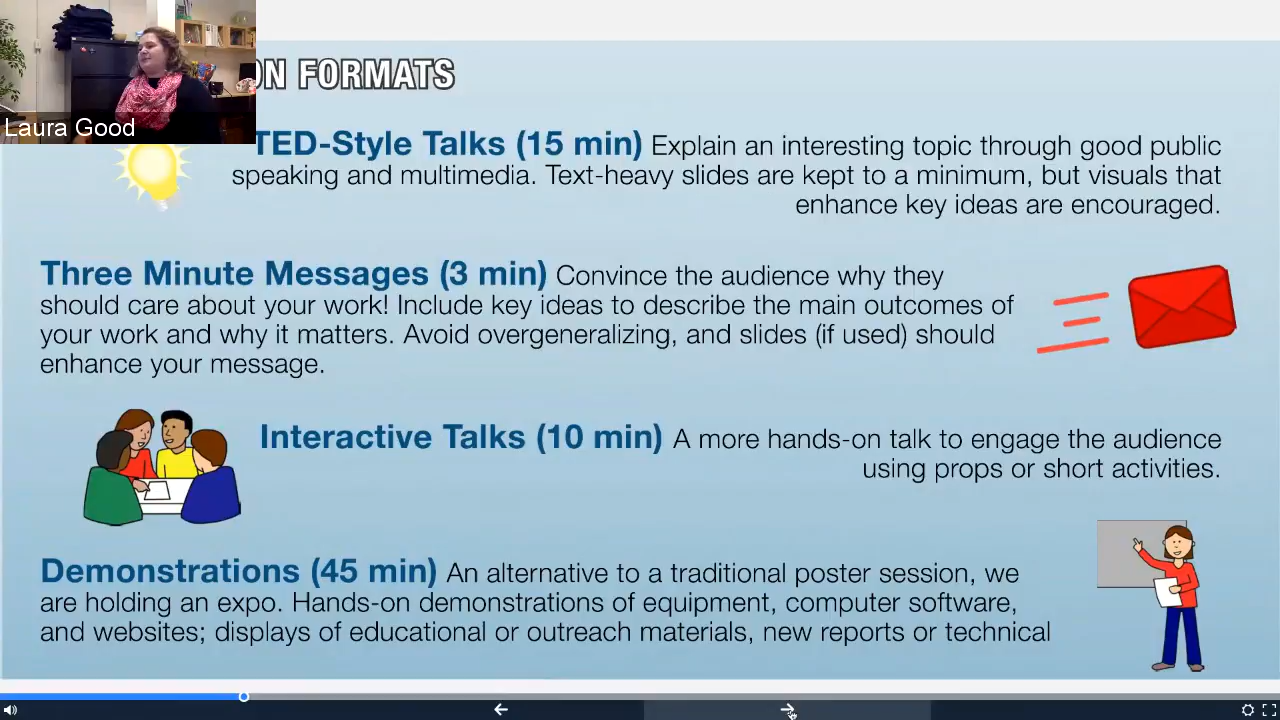 ON FORMATS
Laura Good
TED-Style Talks (15 min) Explain an interesting topic through good public
speaking and multimedia. Text-heavy slides are kept to a minimum, but visuals that
enhance key ideas are encouraged.
Three Minute Messages (3 min) Convince the audience why they
should care about your work! Include key ideas to describe the main outcomes of
your work and why it matters. Avoid overgeneralizing, and slides (if used) should
enhance your message.
Interactive Talks (10 min) A more hands-on talk to engage the audience
using props or short activities.
Demonstrations (45 min) An alternative to a traditional poster session, we
are holding an expo. Hands-on demonstrations of equipment, computer software,
and websites; displays of educational or outreach materials, new reports or technical